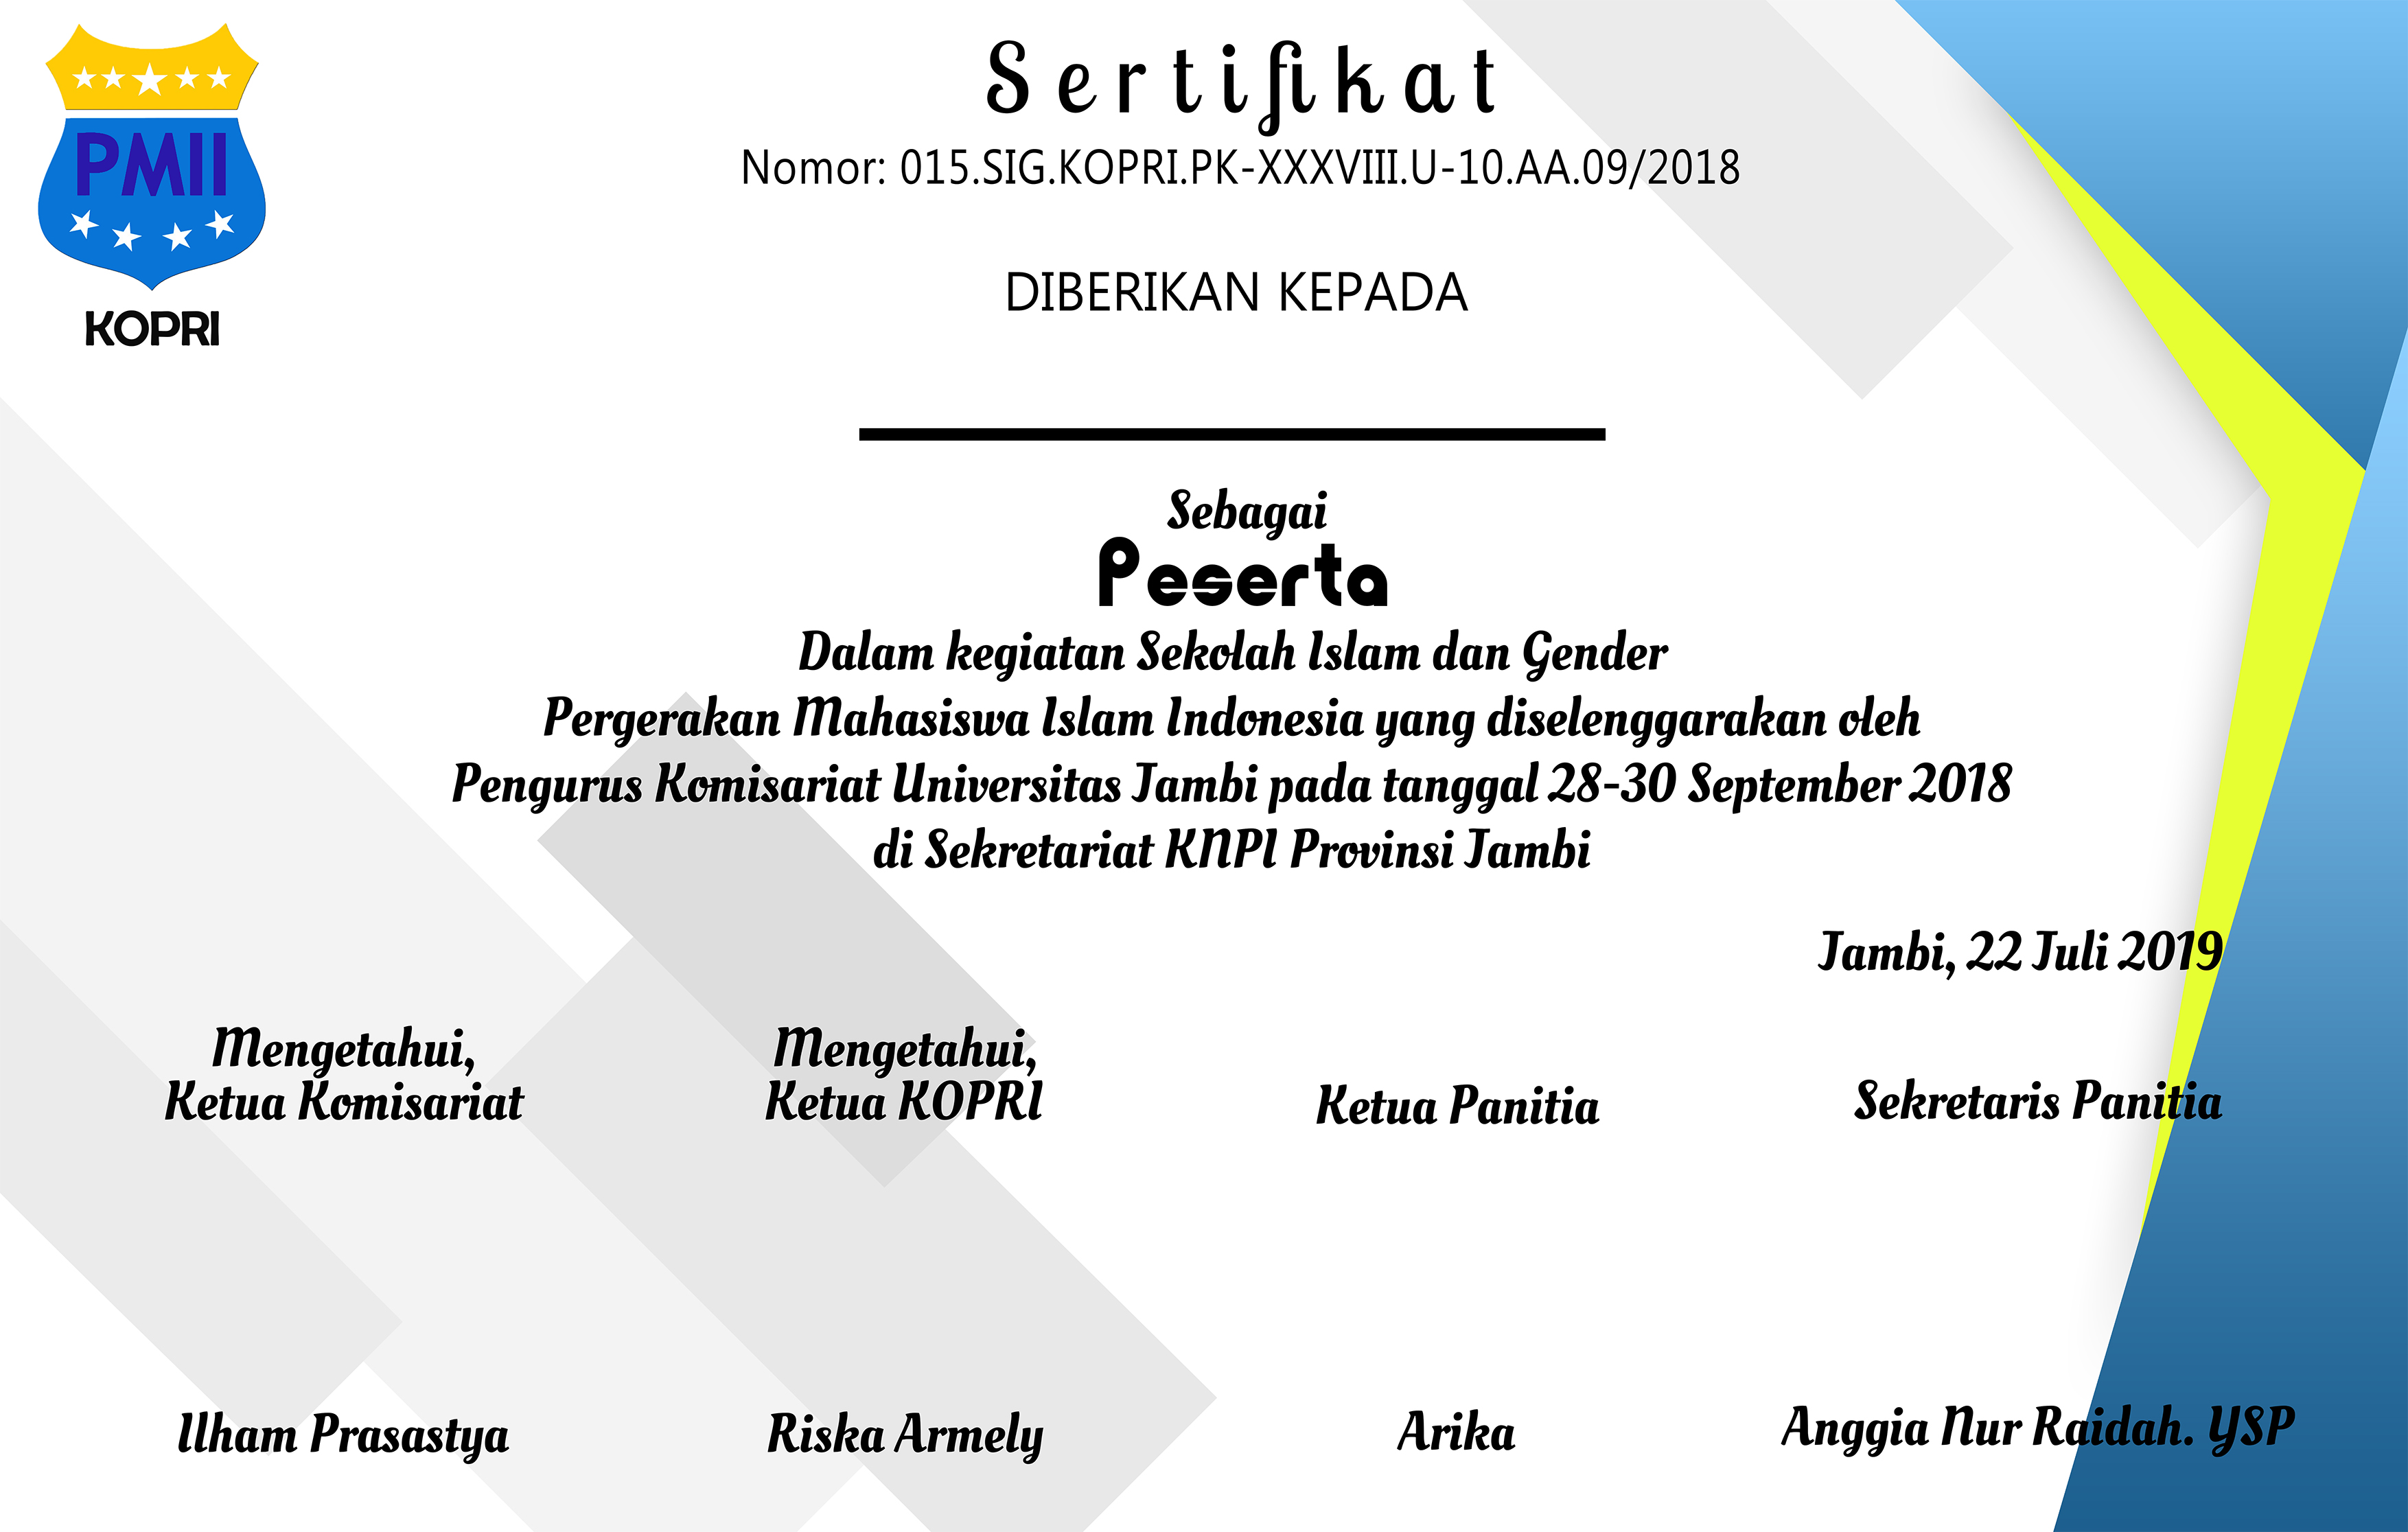 PMII
KOPRI
Sertifikat
Nomor: 015.SIG.KOPRI.PK-XXXVIII.U-10.AA.09/2018
DIBERIKAN KEPADA
Sebagai
Peserta
Dalam kegiatan Sekolah Islam dan Gender
Pergerakan Mahasiswa Islam Indonesia yang diselenggarakan oleh
Pengurus Komisariat Universitas Jambi pada tanggal 28-30 September 2018
di Sekretariat KNPI Provinsi Jambi
Jambi, 22 Juli 2019
Mengetahui,
Ketua Komisariat
Mengetahui,
Ketua KOPRI
Ketua Panitia
Sekretaris Panitia
Ilham Prasastya
Riska Armely
Arika
Anggia Nur Raidah. YSP